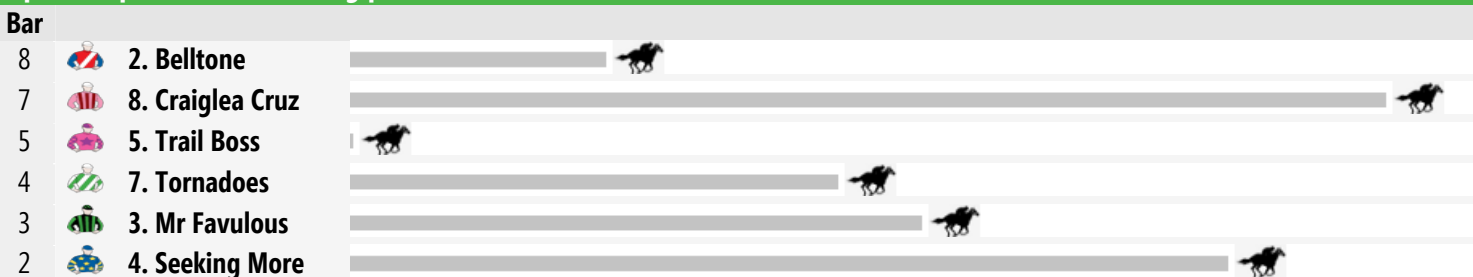 Bar
8 2. Belltone
7 8. Craiglea Cruz
5 5. Trail Boss
4 7. Tornadoes
3 3. Mr Favulous
2 4. Seeking More